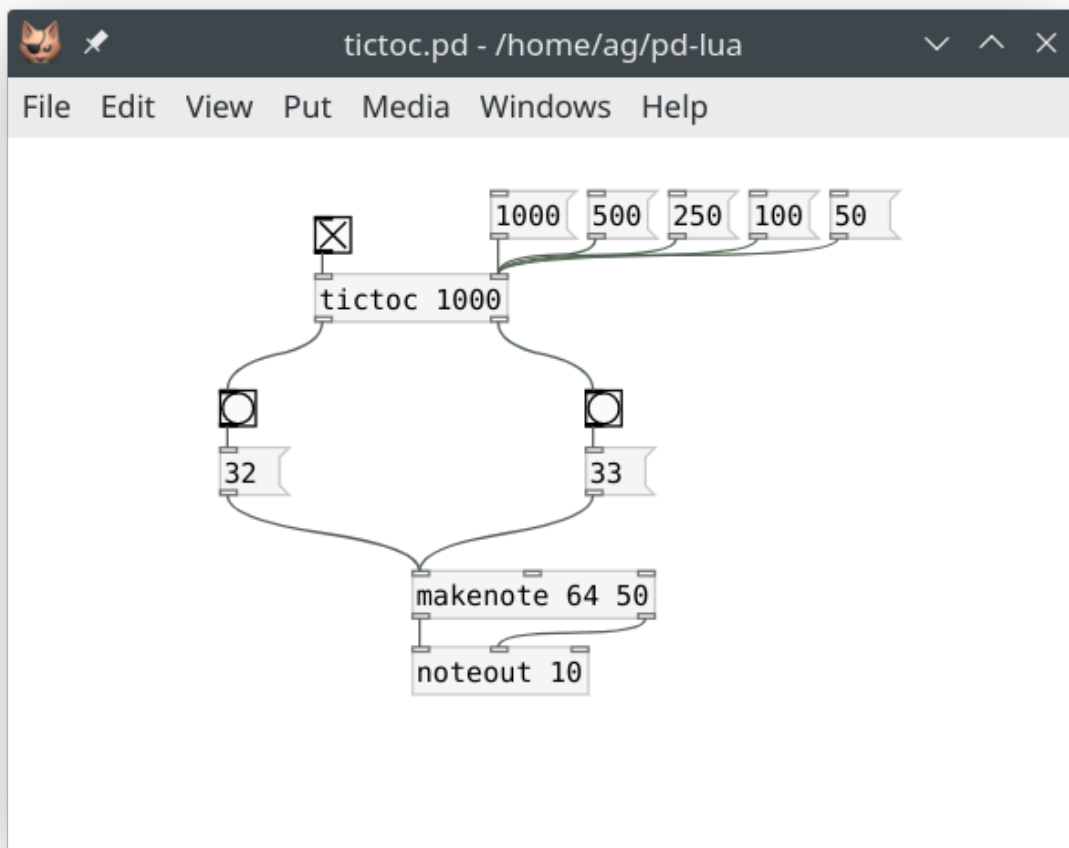 tictoc.pd - /home/ag/pd-lua
File Edit View Put Media Windows Help
1000 500 250 100 50
tictoc 1000
32 33
makenote 64 50
noteout 10